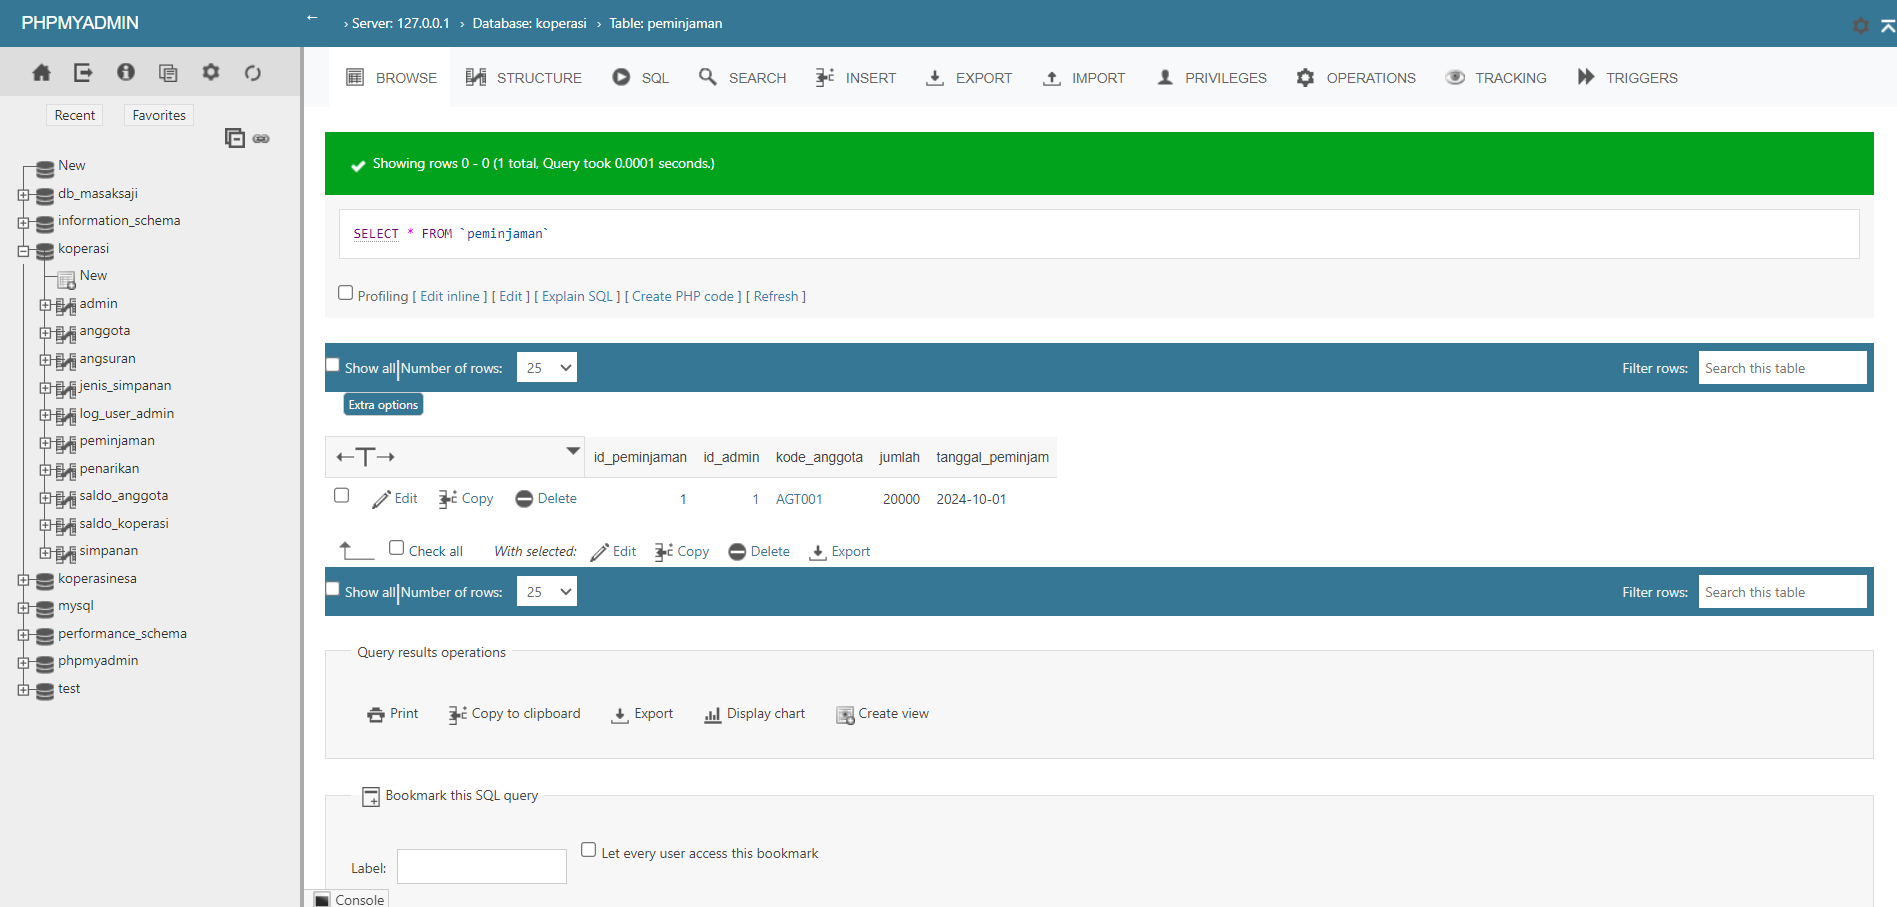 PHPMYADMIN
← › Server: 127.0.0.1 › Database: koperasi › Table: peminjaman
Recent Favorites
New
db_masaksaji
information_schema
koperasi
New
admin
anggota
angsuran
jenis_simpanan
log_user_admin
peminjaman
penarikan
saldo_anggota
saldo_koperasi
simpanan
koperasinesa
mysql
performance_schema
phpmyadmin
test
BROWSE STRUCTURE SQL SEARCH INSERT EXPORT IMPORT PRIVILEGES OPERATIONS TRACKING TRIGGERS
Showing rows 0 - 0 (1 total, Query took 0.0001 seconds.)
SELECT * FROM `peminjaman`
Profiling [ Edit inline ] [ Edit ] [ Explain SQL ] [ Create PHP code ] [ Refresh ]
Show all Number of rows: 25 Filter rows: Search this table
Extra options
←T→ id_peminjaman id_admin kode_anggota jumlah tanggal_peminjam
Edit Copy Delete 1 1 AGT001 20000 2024-10-01
Check all With selected: Edit Copy Delete Export
Show all Number of rows: 25 Filter rows: Search this table
Query results operations
Print Copy to clipboard Export Display chart Create view
Bookmark this SQL query
Label: Let every user access this bookmark
Console